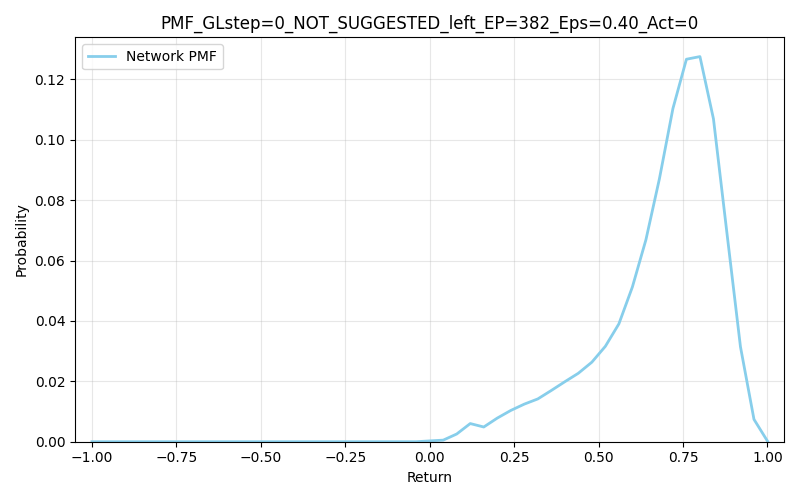 PMF_GLstep=0_NOT_SUGGESTED_left_EP=382_Eps=0.40_Act=0
Network PMF
Probability
0.12
0.10
0.08
0.06
0.04
0.02
0.00
−1.00 −0.75 −0.50 −0.25 0.00 0.25 0.50 0.75 1.00
Return